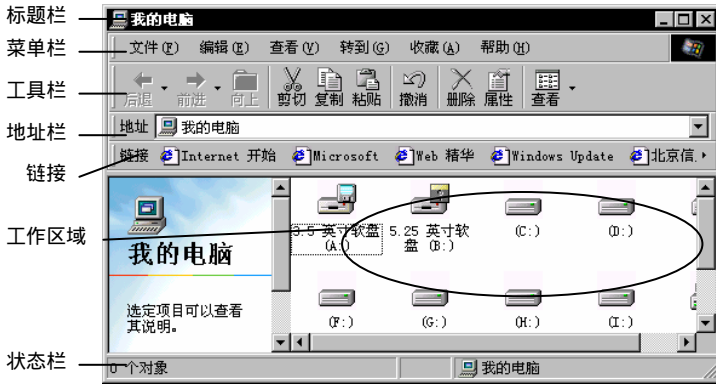 标题栏
我的电脑
菜单栏
文件(F) 编辑(E) 查看(V) 转到(G) 收藏(A) 帮助(H)
工具栏
后退 前进 向上 剪切 复制 粘贴 撤消 删除 属性 查看
地址栏
地址 我的电脑
链接
链接 Internet 开始 Microsoft Web 精华 Windows Update 北京信.
工作区域
我的电脑
选定项目可以查看
其说明。
3.5 英寸软盘
(A:)
5.25 英寸软
盘 (B:)
(C:)
(D:)
(F:)
(G:)
(H:)
(I:)
状态栏
0 个对象
我的电脑